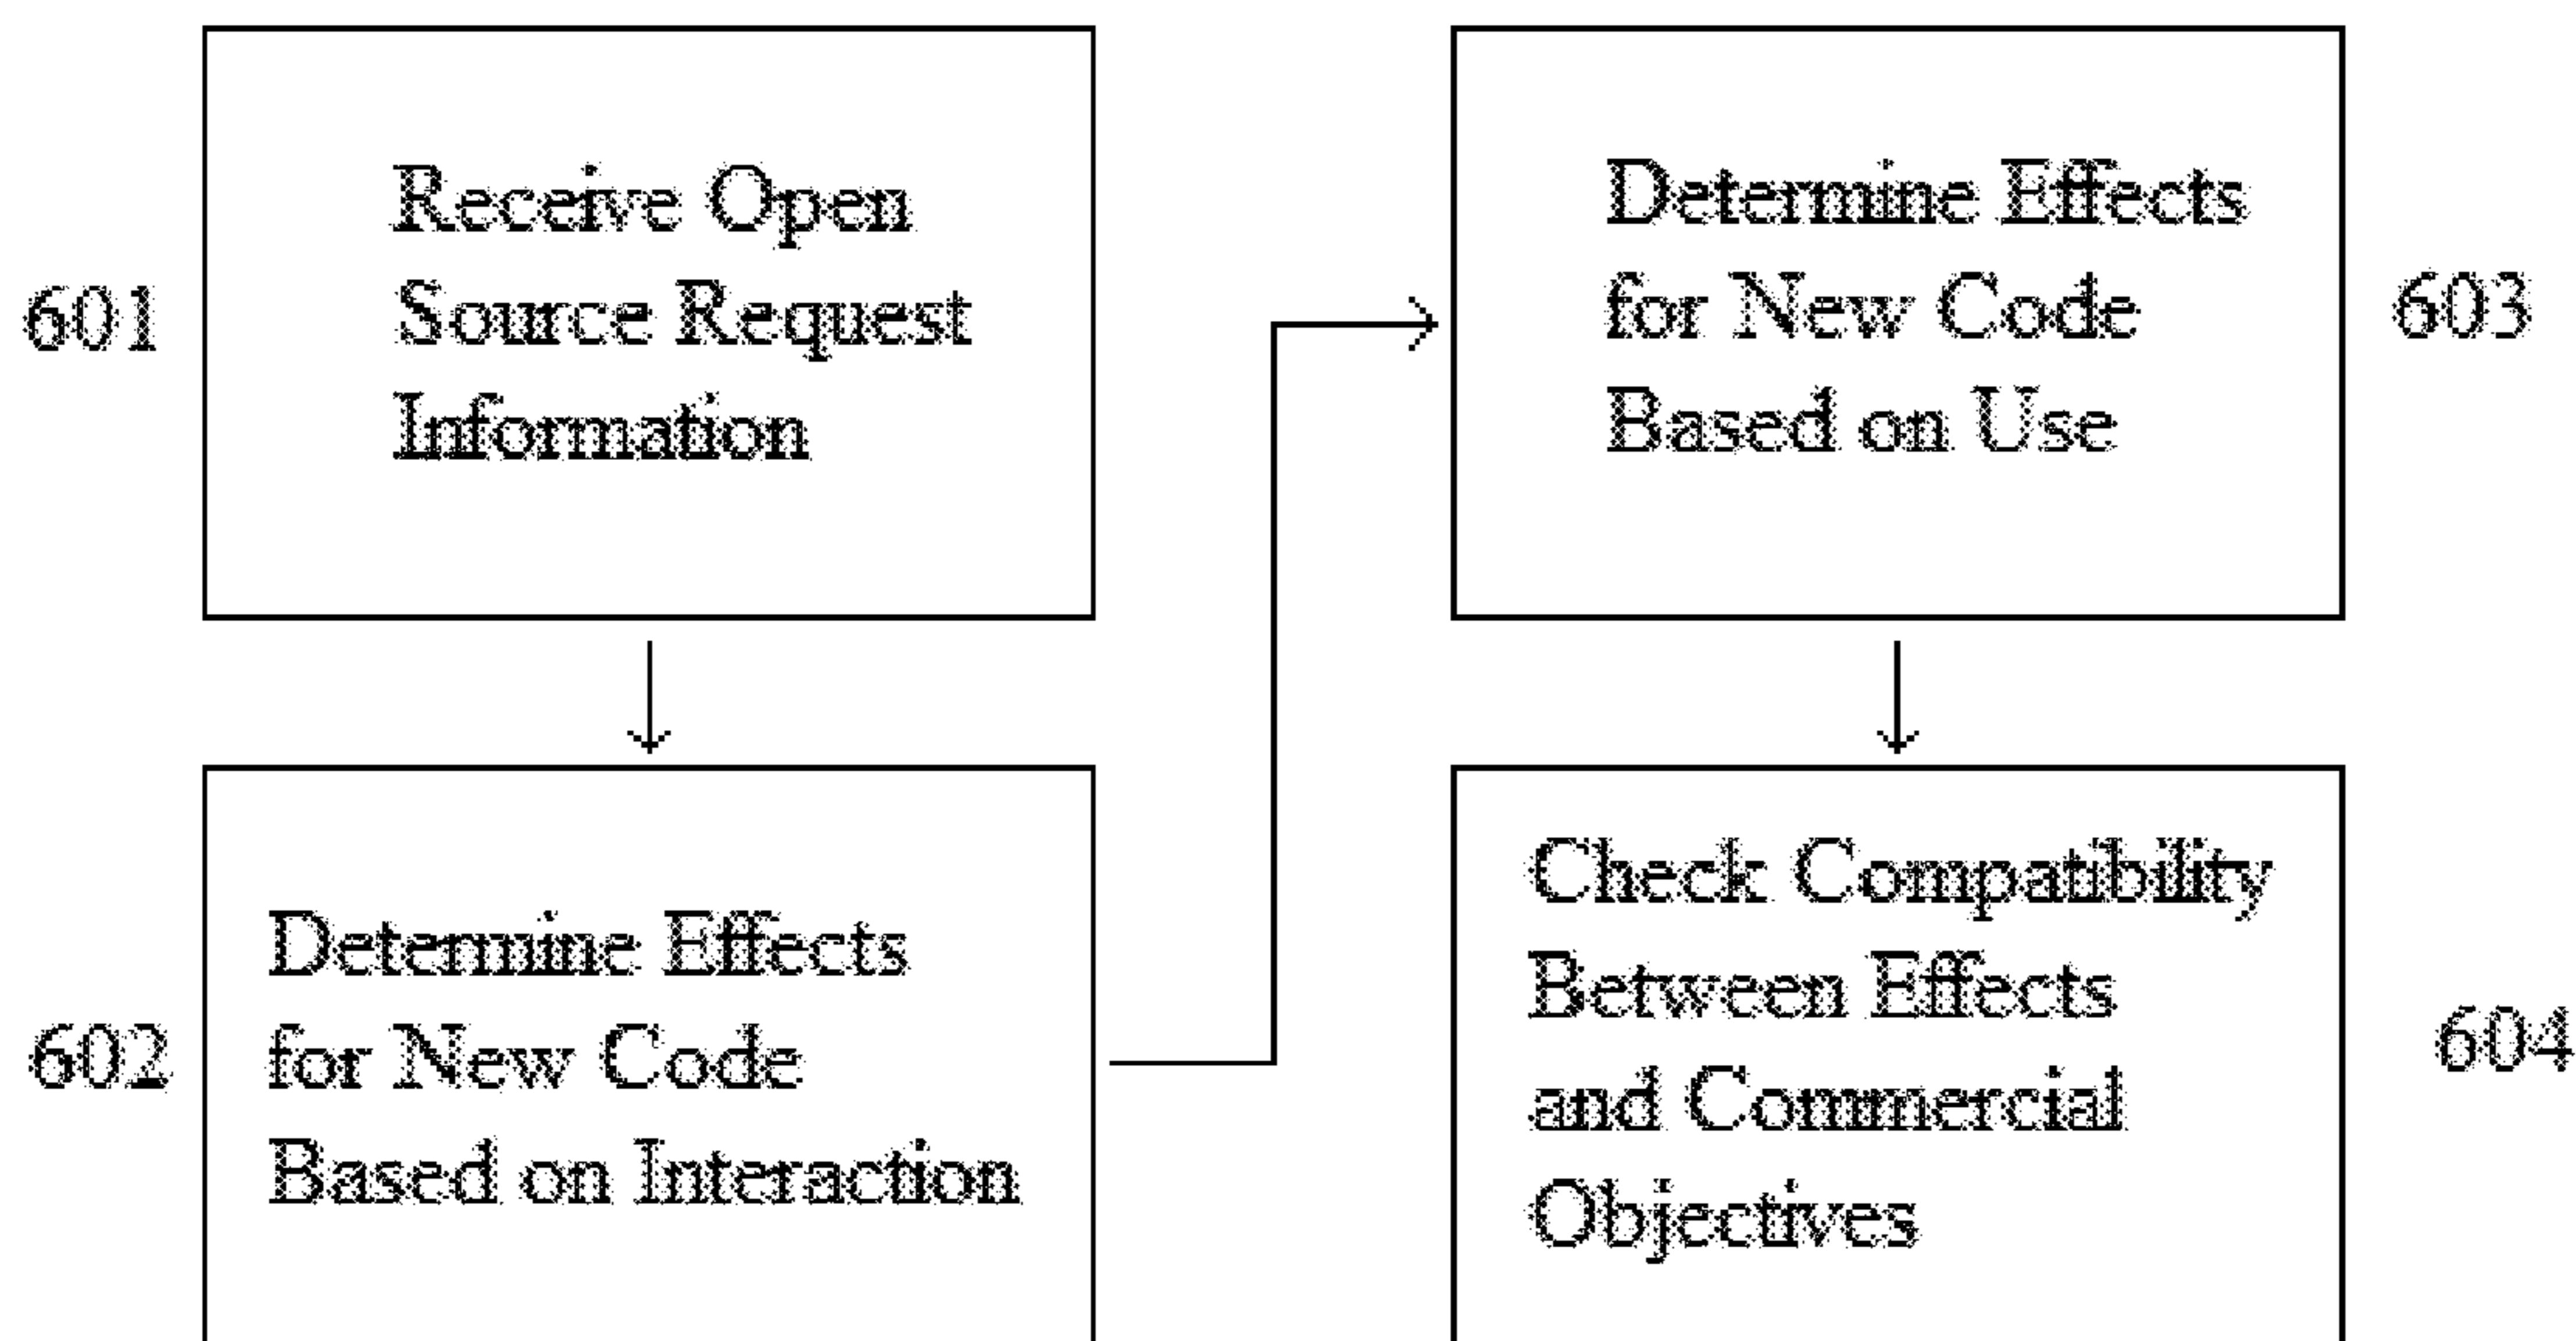 601
Receive Open
Source Request
Information
602
Determine Effects
for New Code
Based on Interaction
603
Determine Effects
for New Code
Based on Use
604
Check Compatibility
Between Effects
and Commercial
Objectives